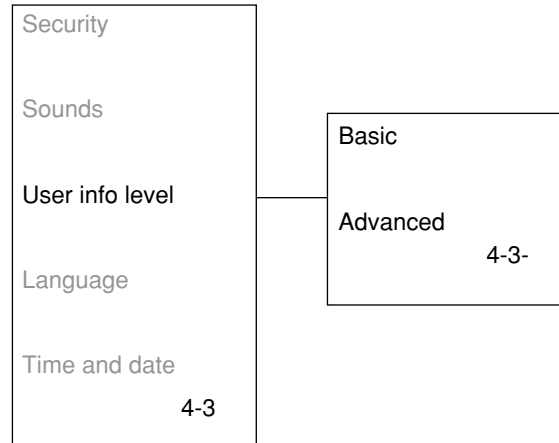 Security
Sounds
User info level
Language
Time and date
4-3
Basic
Advanced
4-3-